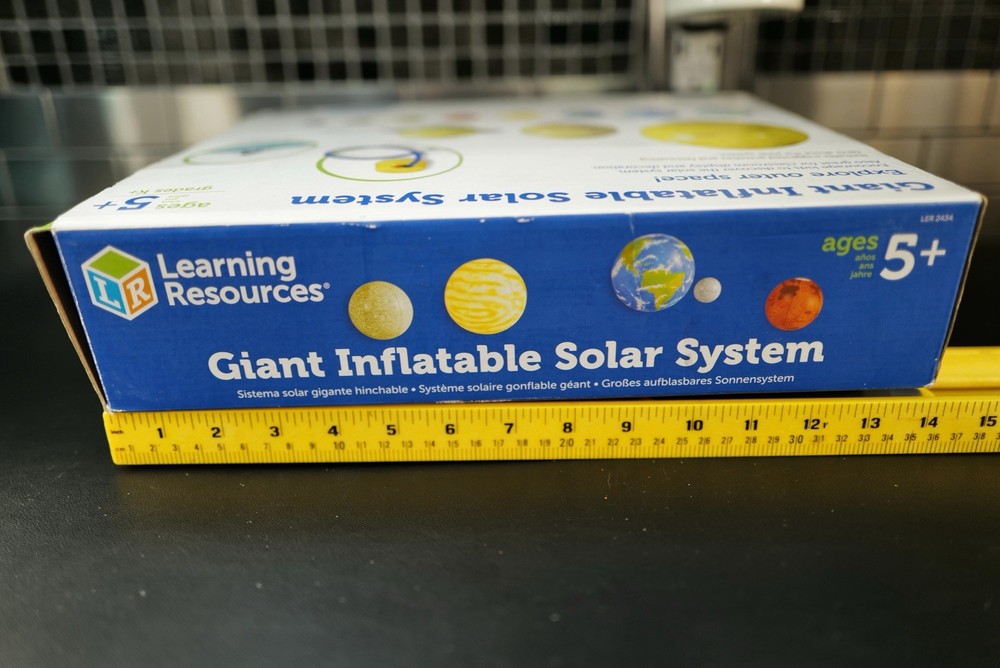 Giant Inflatable Solar System
Explore outer space!
ages
5+
grades K+
LER 2434
Learning
Resources®
LR
ages
años
ans
jahre
5+
Giant Inflatable Solar System
Sistema solar gigante hinchable • Système solaire gonflable géant • Großes aufblasbares Sonnensystem
inch 1 2 3 4 5 6 7 8 9 10 11 12 13 14 15